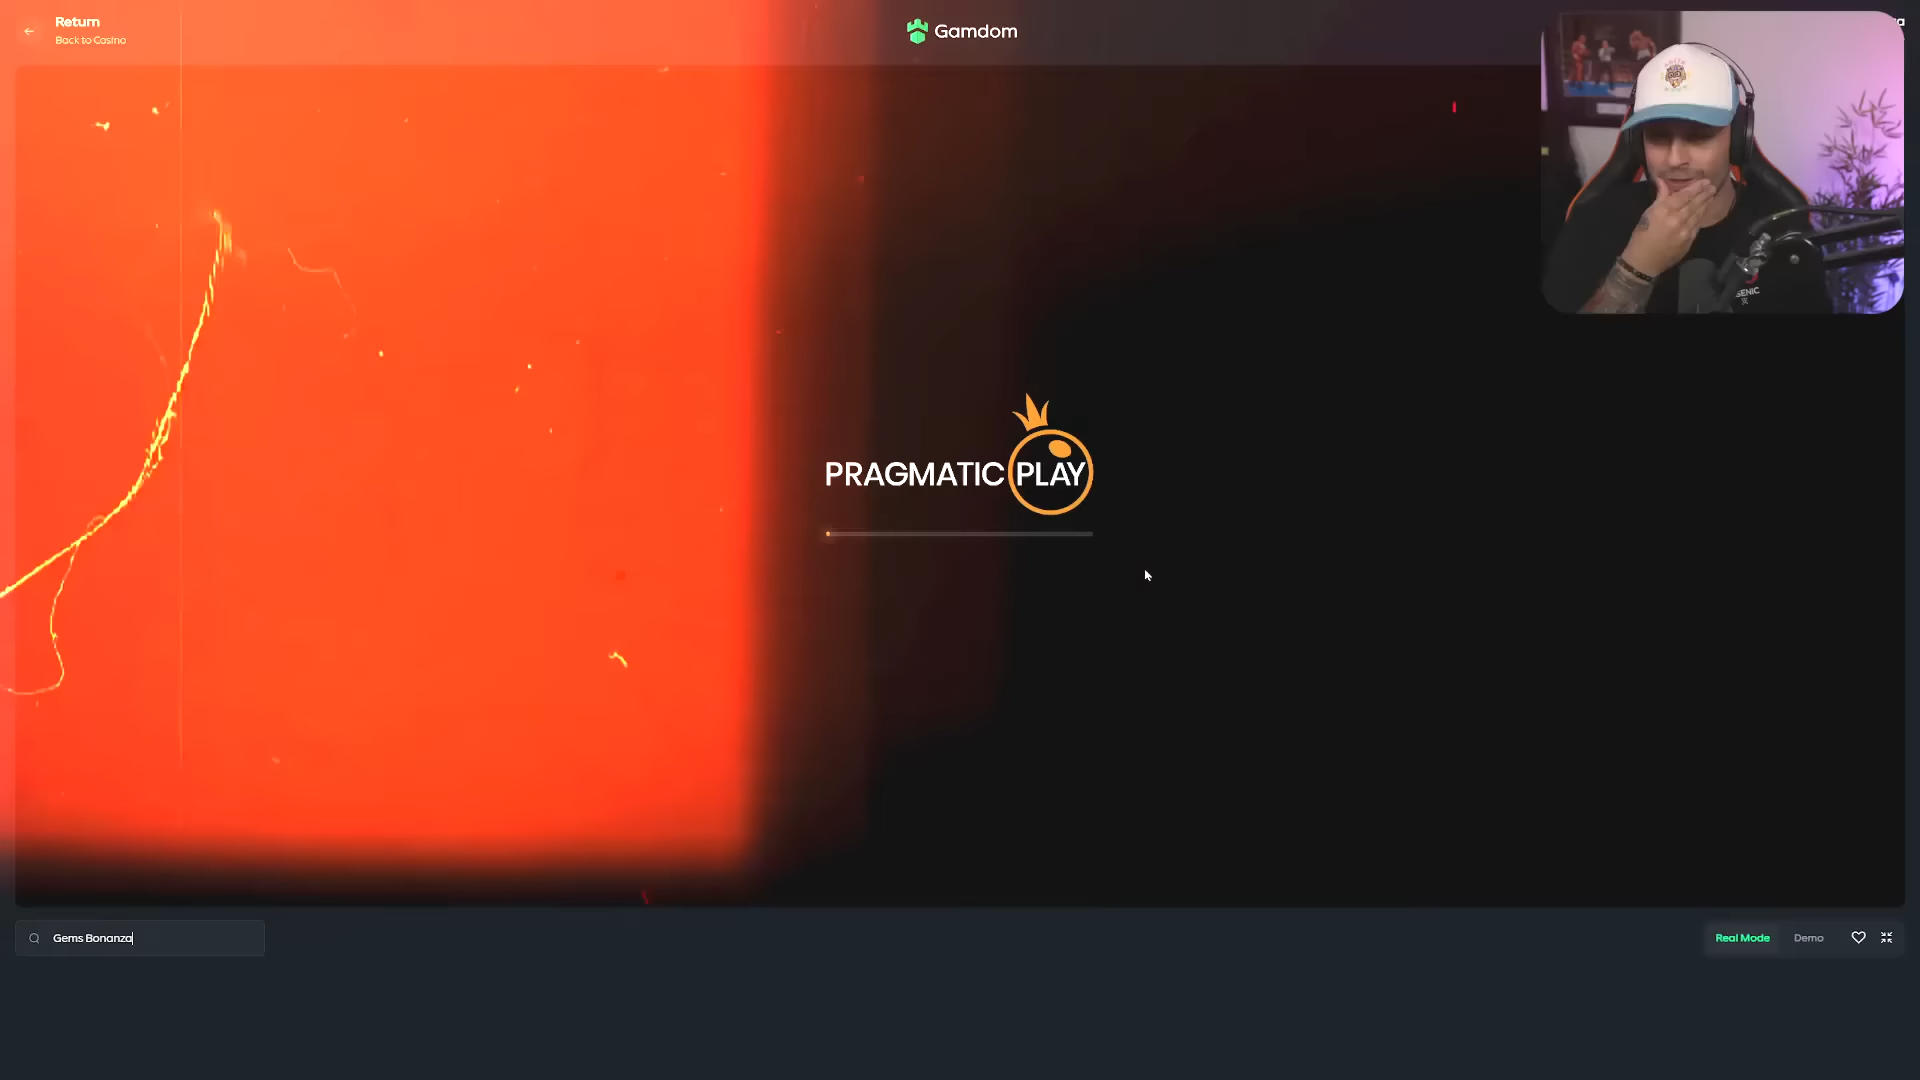 Return
Back to Casino
Gamdom
PRAGMATIC PLAY
Gems Bonanza
Real Mode
Demo